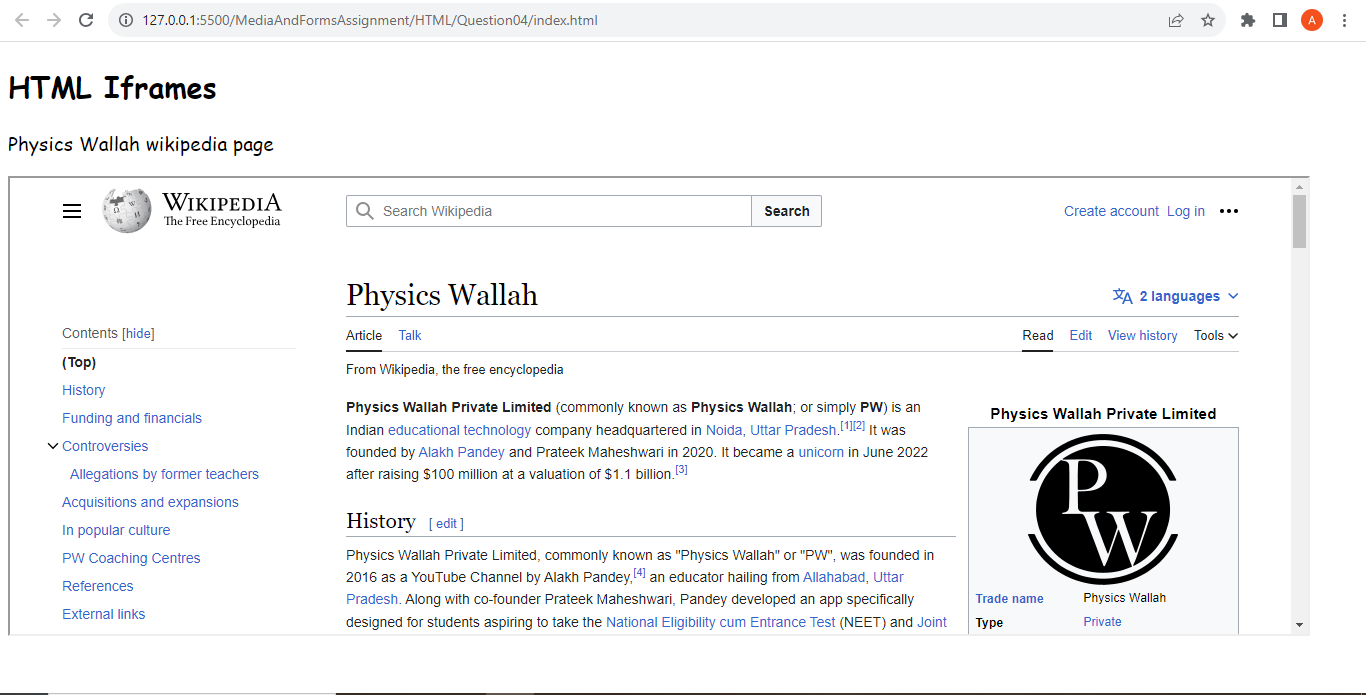 127.0.0.1:5500/MediaAndFormsAssignment/HTML/Question04/index.html
A
HTML Iframes
Physics Wallah wikipedia page
WIKIPEDIA
The Free Encyclopedia
Search Wikipedia
Search
Create account Log in
Physics Wallah
2 languages
Contents [hide]
(Top)
History
Funding and financials
Controversies
Allegations by former teachers
Acquisitions and expansions
In popular culture
PW Coaching Centres
References
External links
Article Talk
Read Edit View history Tools
From Wikipedia, the free encyclopedia
Physics Wallah Private Limited (commonly known as Physics Wallah; or simply PW) is an
Indian educational technology company headquartered in Noida, Uttar Pradesh.[1][2] It was
founded by Alakh Pandey and Prateek Maheshwari in 2020. It became a unicorn in June 2022
after raising $100 million at a valuation of $1.1 billion.[3]
History [ edit ]
Physics Wallah Private Limited, commonly known as "Physics Wallah" or "PW", was founded in
2016 as a YouTube Channel by Alakh Pandey,[4] an educator hailing from Allahabad, Uttar
Pradesh. Along with co-founder Prateek Maheshwari, Pandey developed an app specifically
designed for students aspiring to take the National Eligibility cum Entrance Test (NEET) and Joint
Physics Wallah Private Limited
PW
Trade name Physics Wallah
Type Private